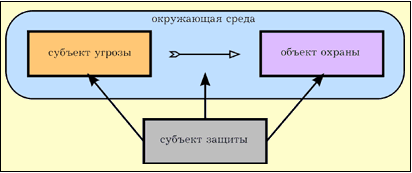 окружающая среда
субъект угрозы
объект охраны
субъект защиты